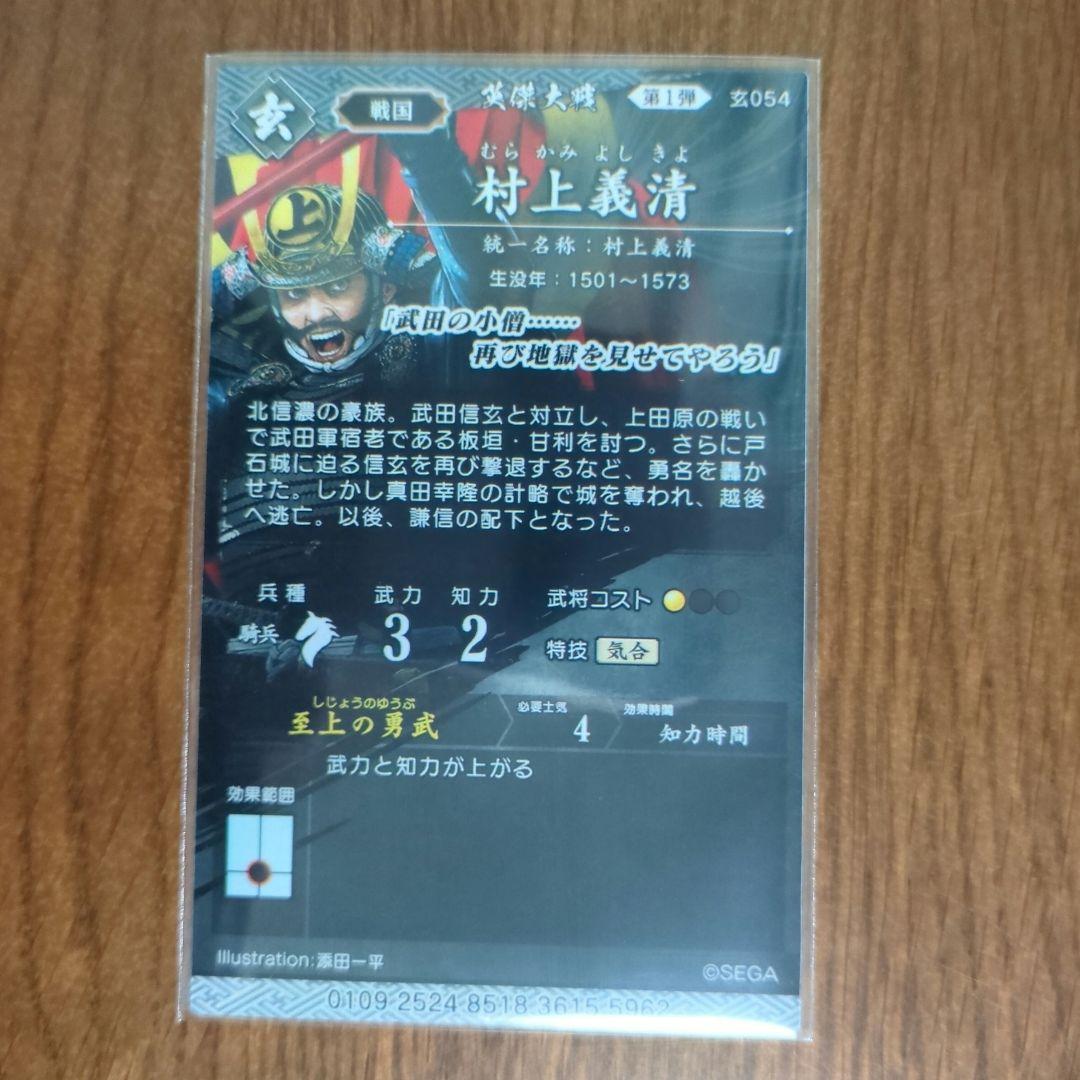 玄
戦国
英傑大戦
第1弾
玄054
むら かみ よし きよ
村上義清
統一名称：村上義清
生没年：1501～1573
「武田の小僧……
再び地獄を見せてやろう」
上
北信濃の豪族。武田信玄と対立し、上田原の戦い
で武田軍宿老である板垣・甘利を討つ。さらに戸
石城に迫る信玄を再び撃退するなど、勇名を轟か
せた。しかし真田幸隆の計略で城を奪われ、越後
へ逃亡。以後、謙信の配下となった。
兵種 武力 知力 武将コスト
騎兵 3 2
特技 気合
しじょうのゆうぶ
至上の勇武
必要士気 4
効果時間 知力時間
武力と知力が上がる
効果範囲
Illustration:添田一平
©SEGA
0109 2524 8518 3615 5962